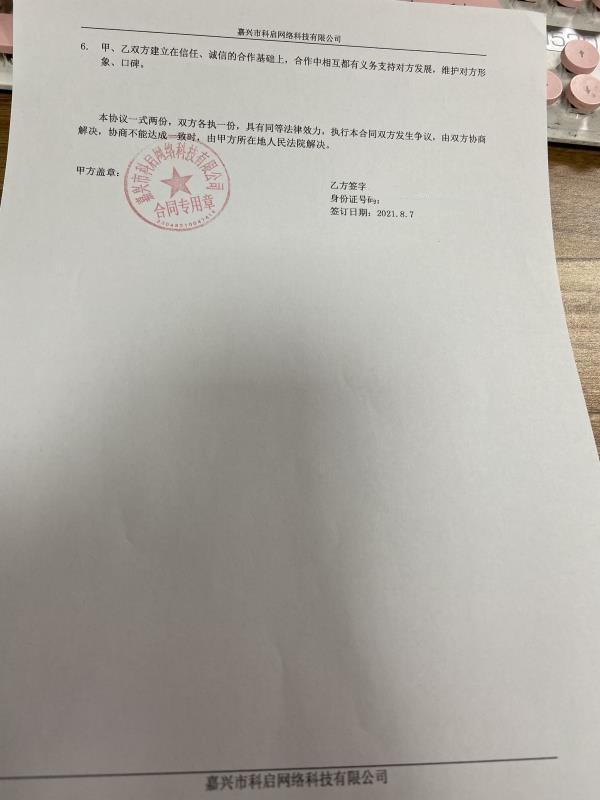 嘉兴市科启网络科技有限公司
6. 甲、乙双方建立在信任、诚信的合作基础上，合作中相互都有义务支持对方发展，维护对方形
象、口碑。
本协议一式两份，双方各执一份，具有同等法律效力，执行本合同双方发生争议，由双方协商
解决，协商不能达成一致时，由甲方所在地人民法院解决。
甲方盖章：
嘉兴市科启网络科技有限公司
合同专用章
乙方签字
身份证号码：
签订日期：2021.8.7
嘉兴市科启网络科技有限公司